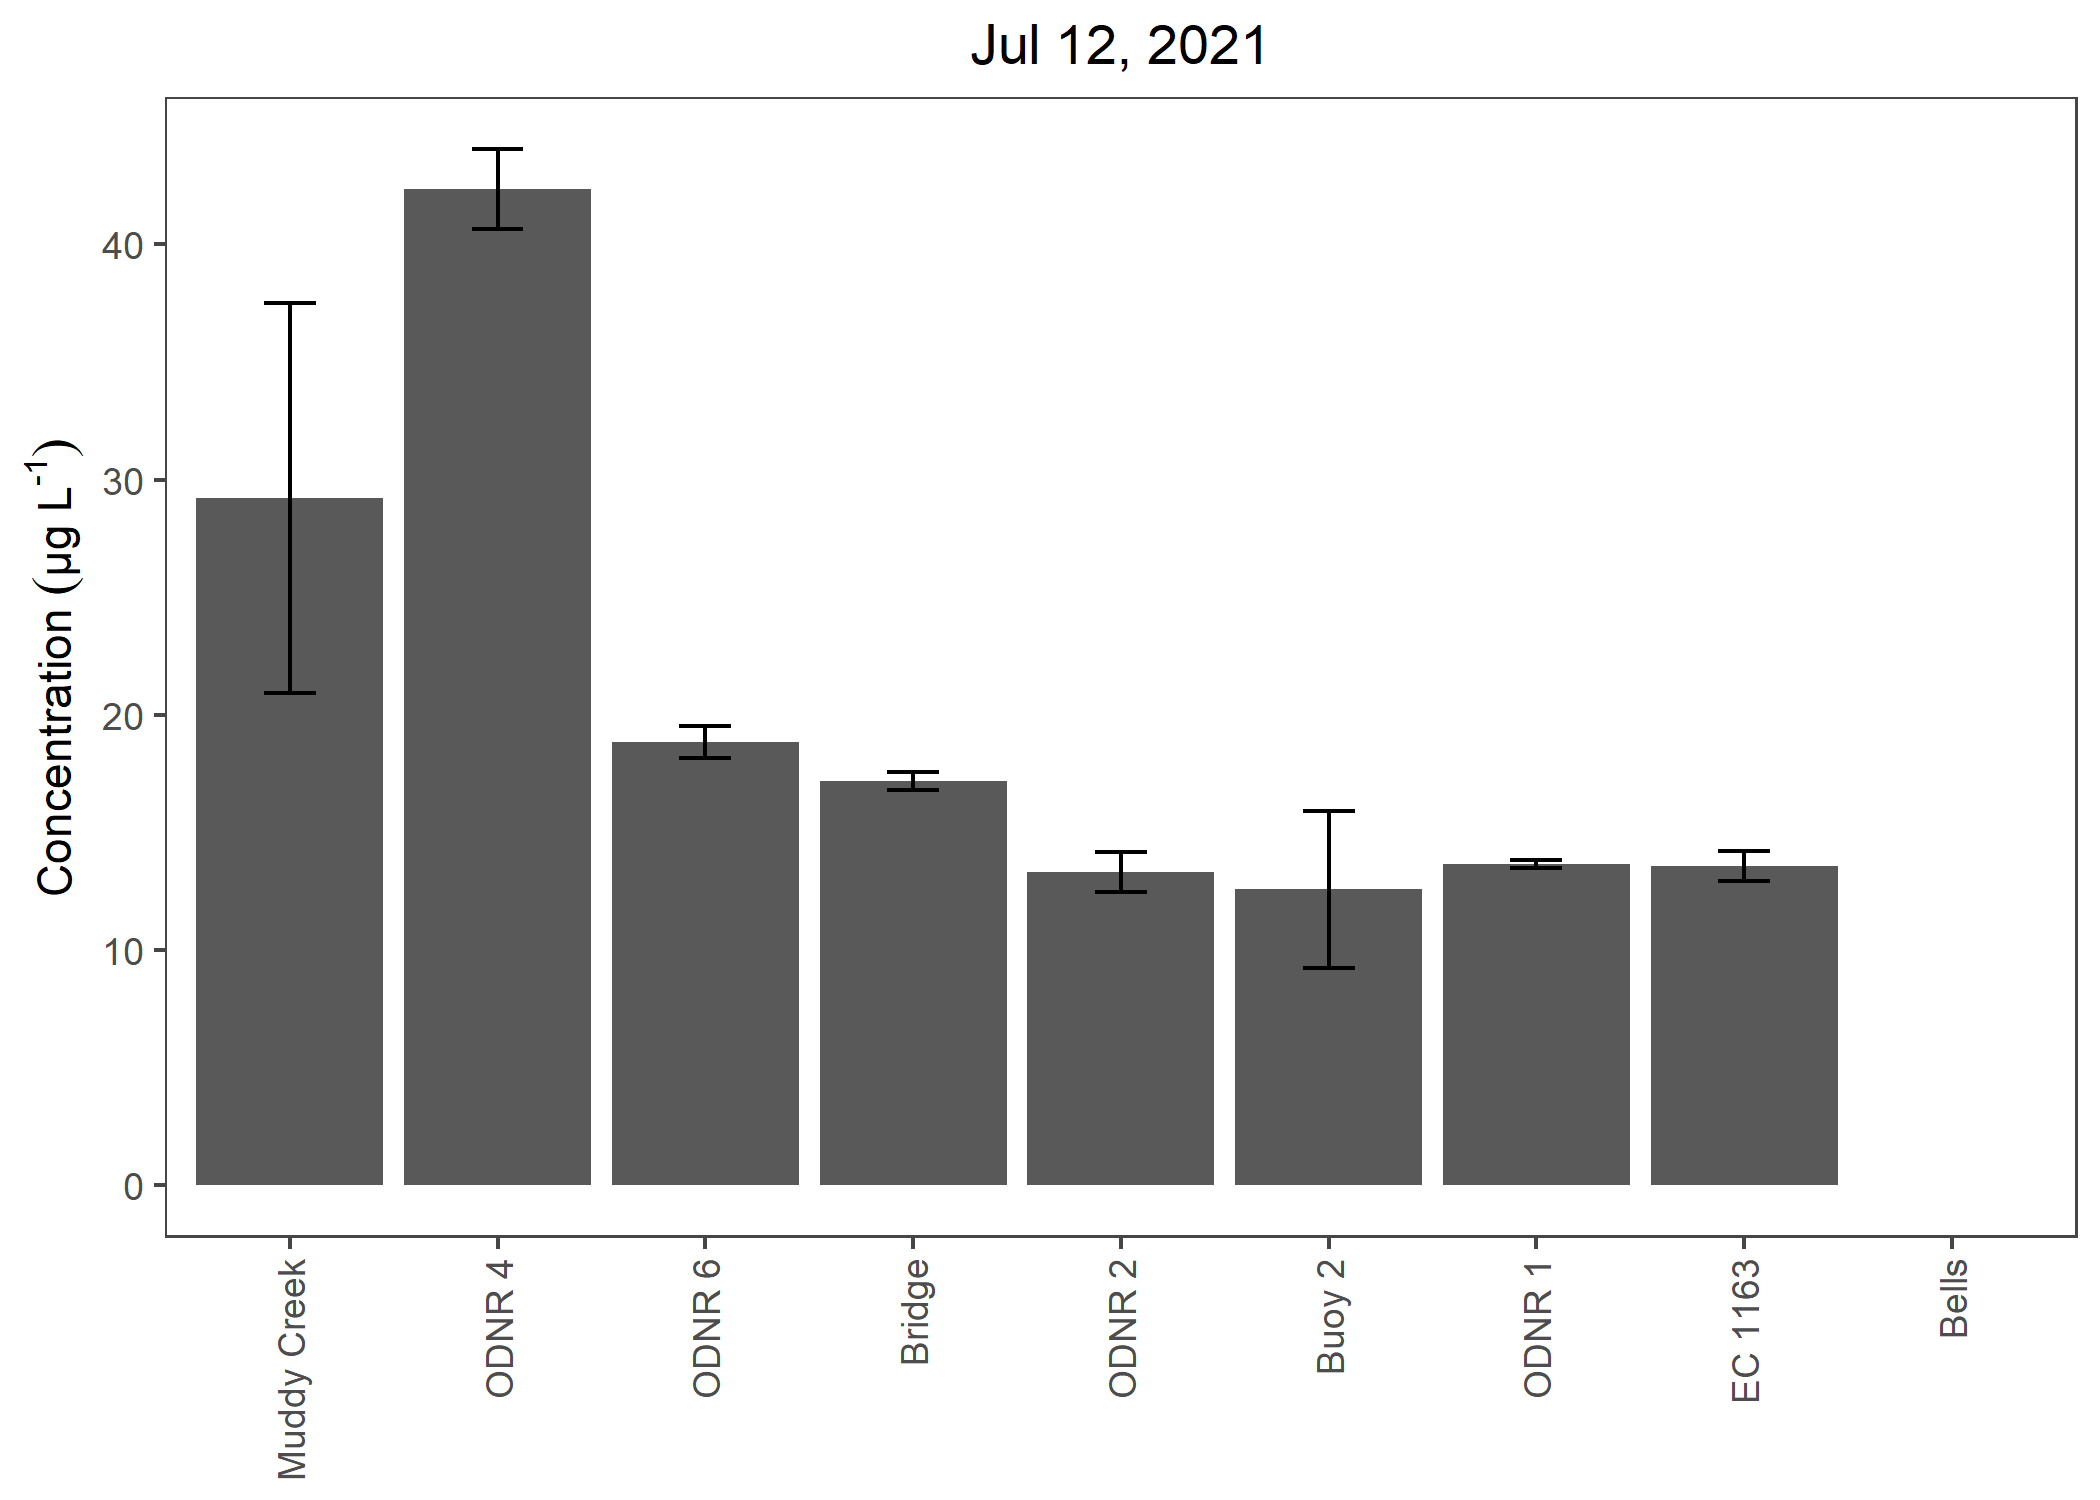 Jul 12, 2021
Concentration (µg L⁻¹)
40
30
20
10
0
Muddy Creek
ODNR 4
ODNR 6
Bridge
ODNR 2
Buoy 2
ODNR 1
EC 1163
Bells